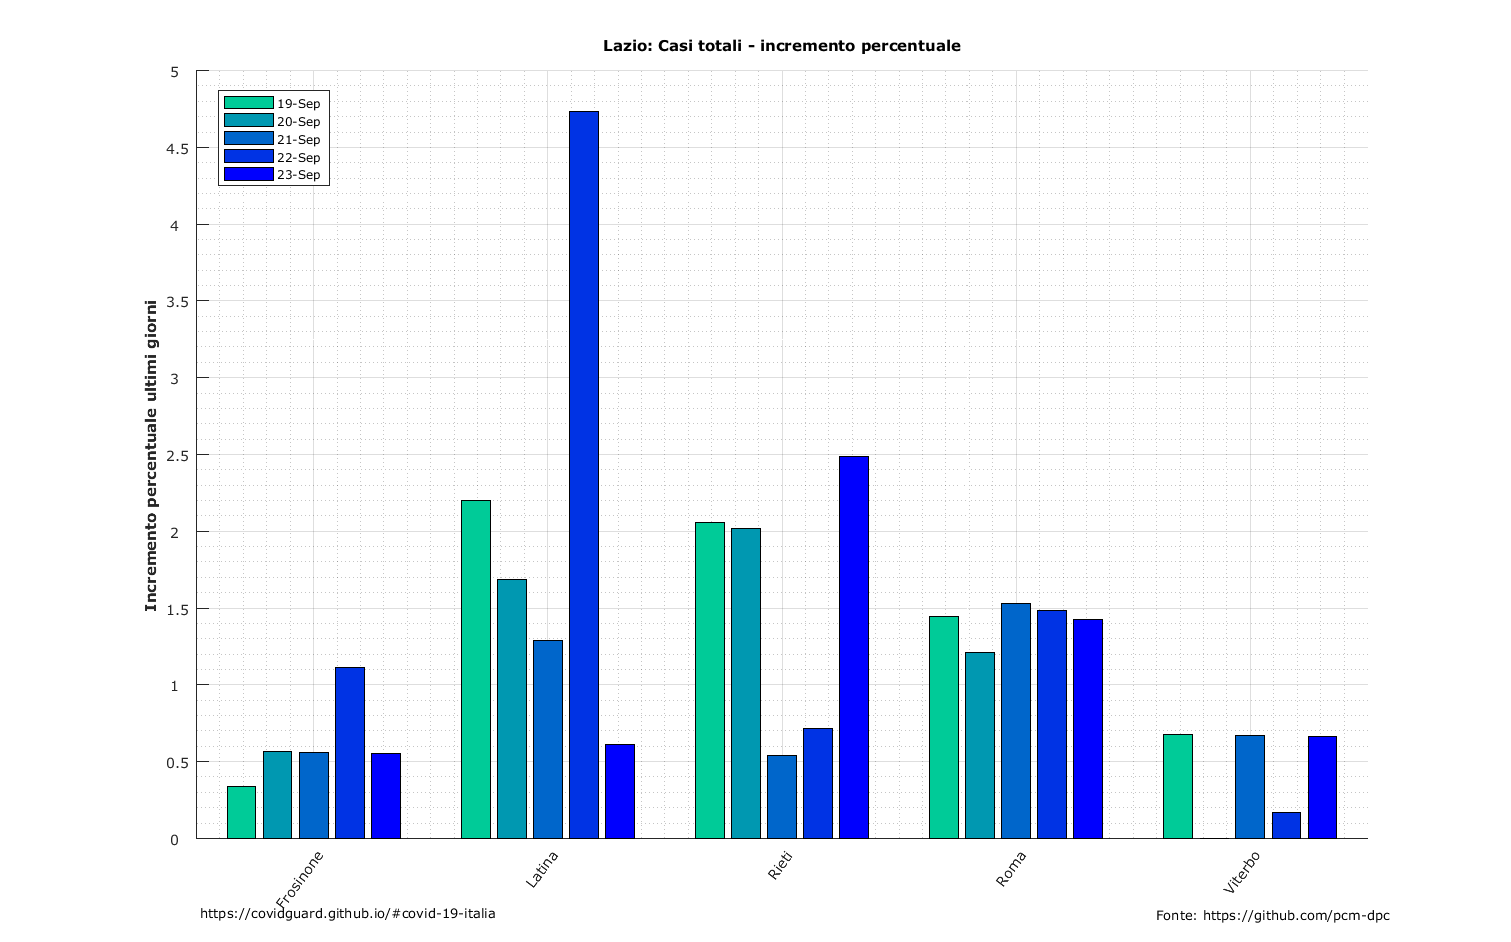 Lazio: Casi totali - incremento percentuale
Incremento percentuale ultimi giorni
5
4.5
4
3.5
3
2.5
2
1.5
1
0.5
0
19-Sep
20-Sep
21-Sep
22-Sep
23-Sep
Frosinone
Latina
Rieti
Roma
Viterbo
https://covidguard.github.io/#covid-19-italia
Fonte: https://github.com/pcm-dpc